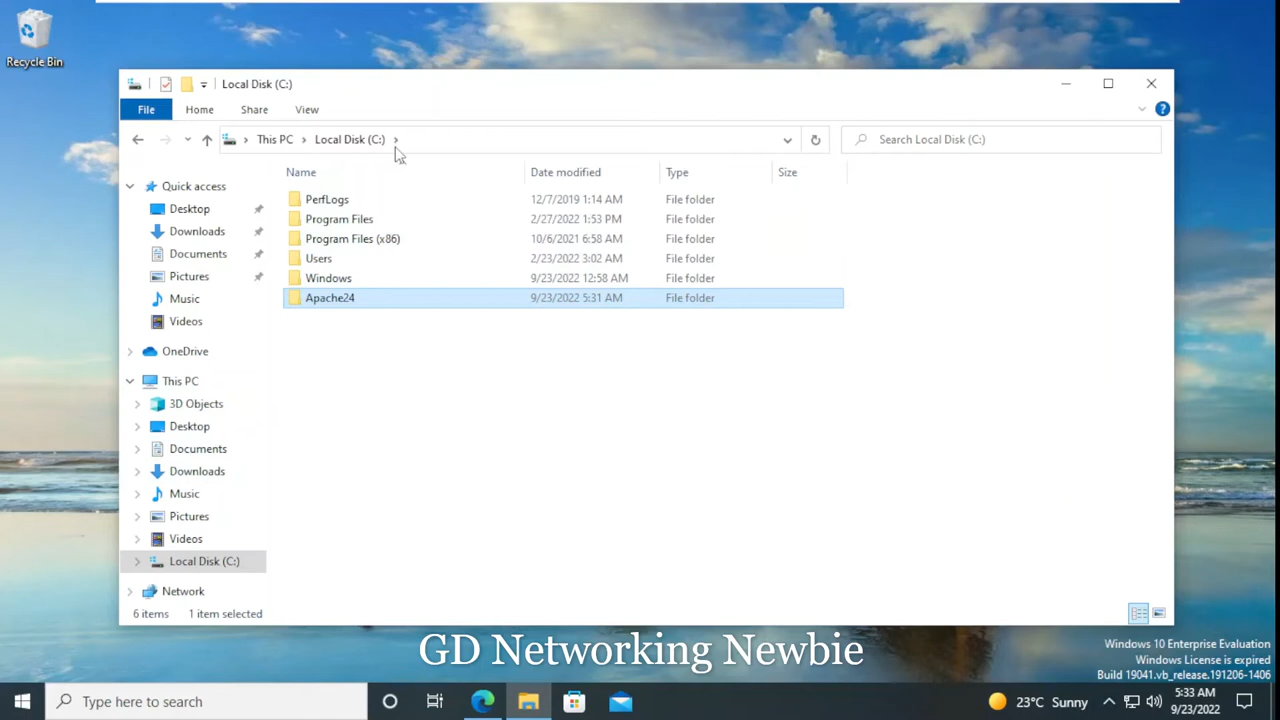 Recycle Bin
Local Disk (C:)
File Home Share View
This PC Local Disk (C:)
Search Local Disk (C:)
Name Date modified Type Size
PerfLogs 12/7/2019 1:14 AM File folder
Program Files 2/27/2022 1:53 PM File folder
Program Files (x86) 10/6/2021 6:58 AM File folder
Users 2/23/2022 3:02 AM File folder
Windows 9/23/2022 12:58 AM File folder
Apache24 9/23/2022 5:31 AM File folder
Quick access
Desktop
Downloads
Documents
Pictures
Music
Videos
OneDrive
This PC
3D Objects
Desktop
Documents
Downloads
Music
Pictures
Videos
Local Disk (C:)
Network
6 items 1 item selected
GD Networking Newbie
Windows 10 Enterprise Evaluation
Windows License is expired
Build 19041.vb_release.191206-1406
Type here to search
23°C Sunny
5:33 AM
9/23/2022